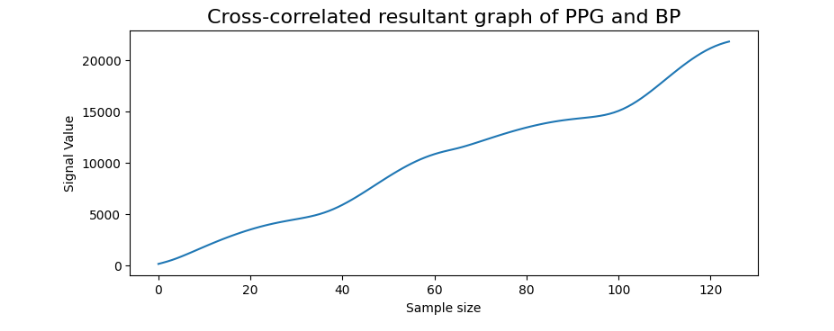 Cross-correlated resultant graph of PPG and BP
20000
15000
10000
5000
0
Signal Value
0 20 40 60 80 100 120
Sample size